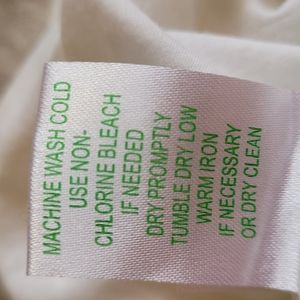 MACHINE WASH COLD
USE NON-
CHLORINE BLEACH
IF NEEDED
DRY PROMPTLY
TUMBLE DRY LOW
WARM IRON
IF NECESSARY
OR DRY CLEAN